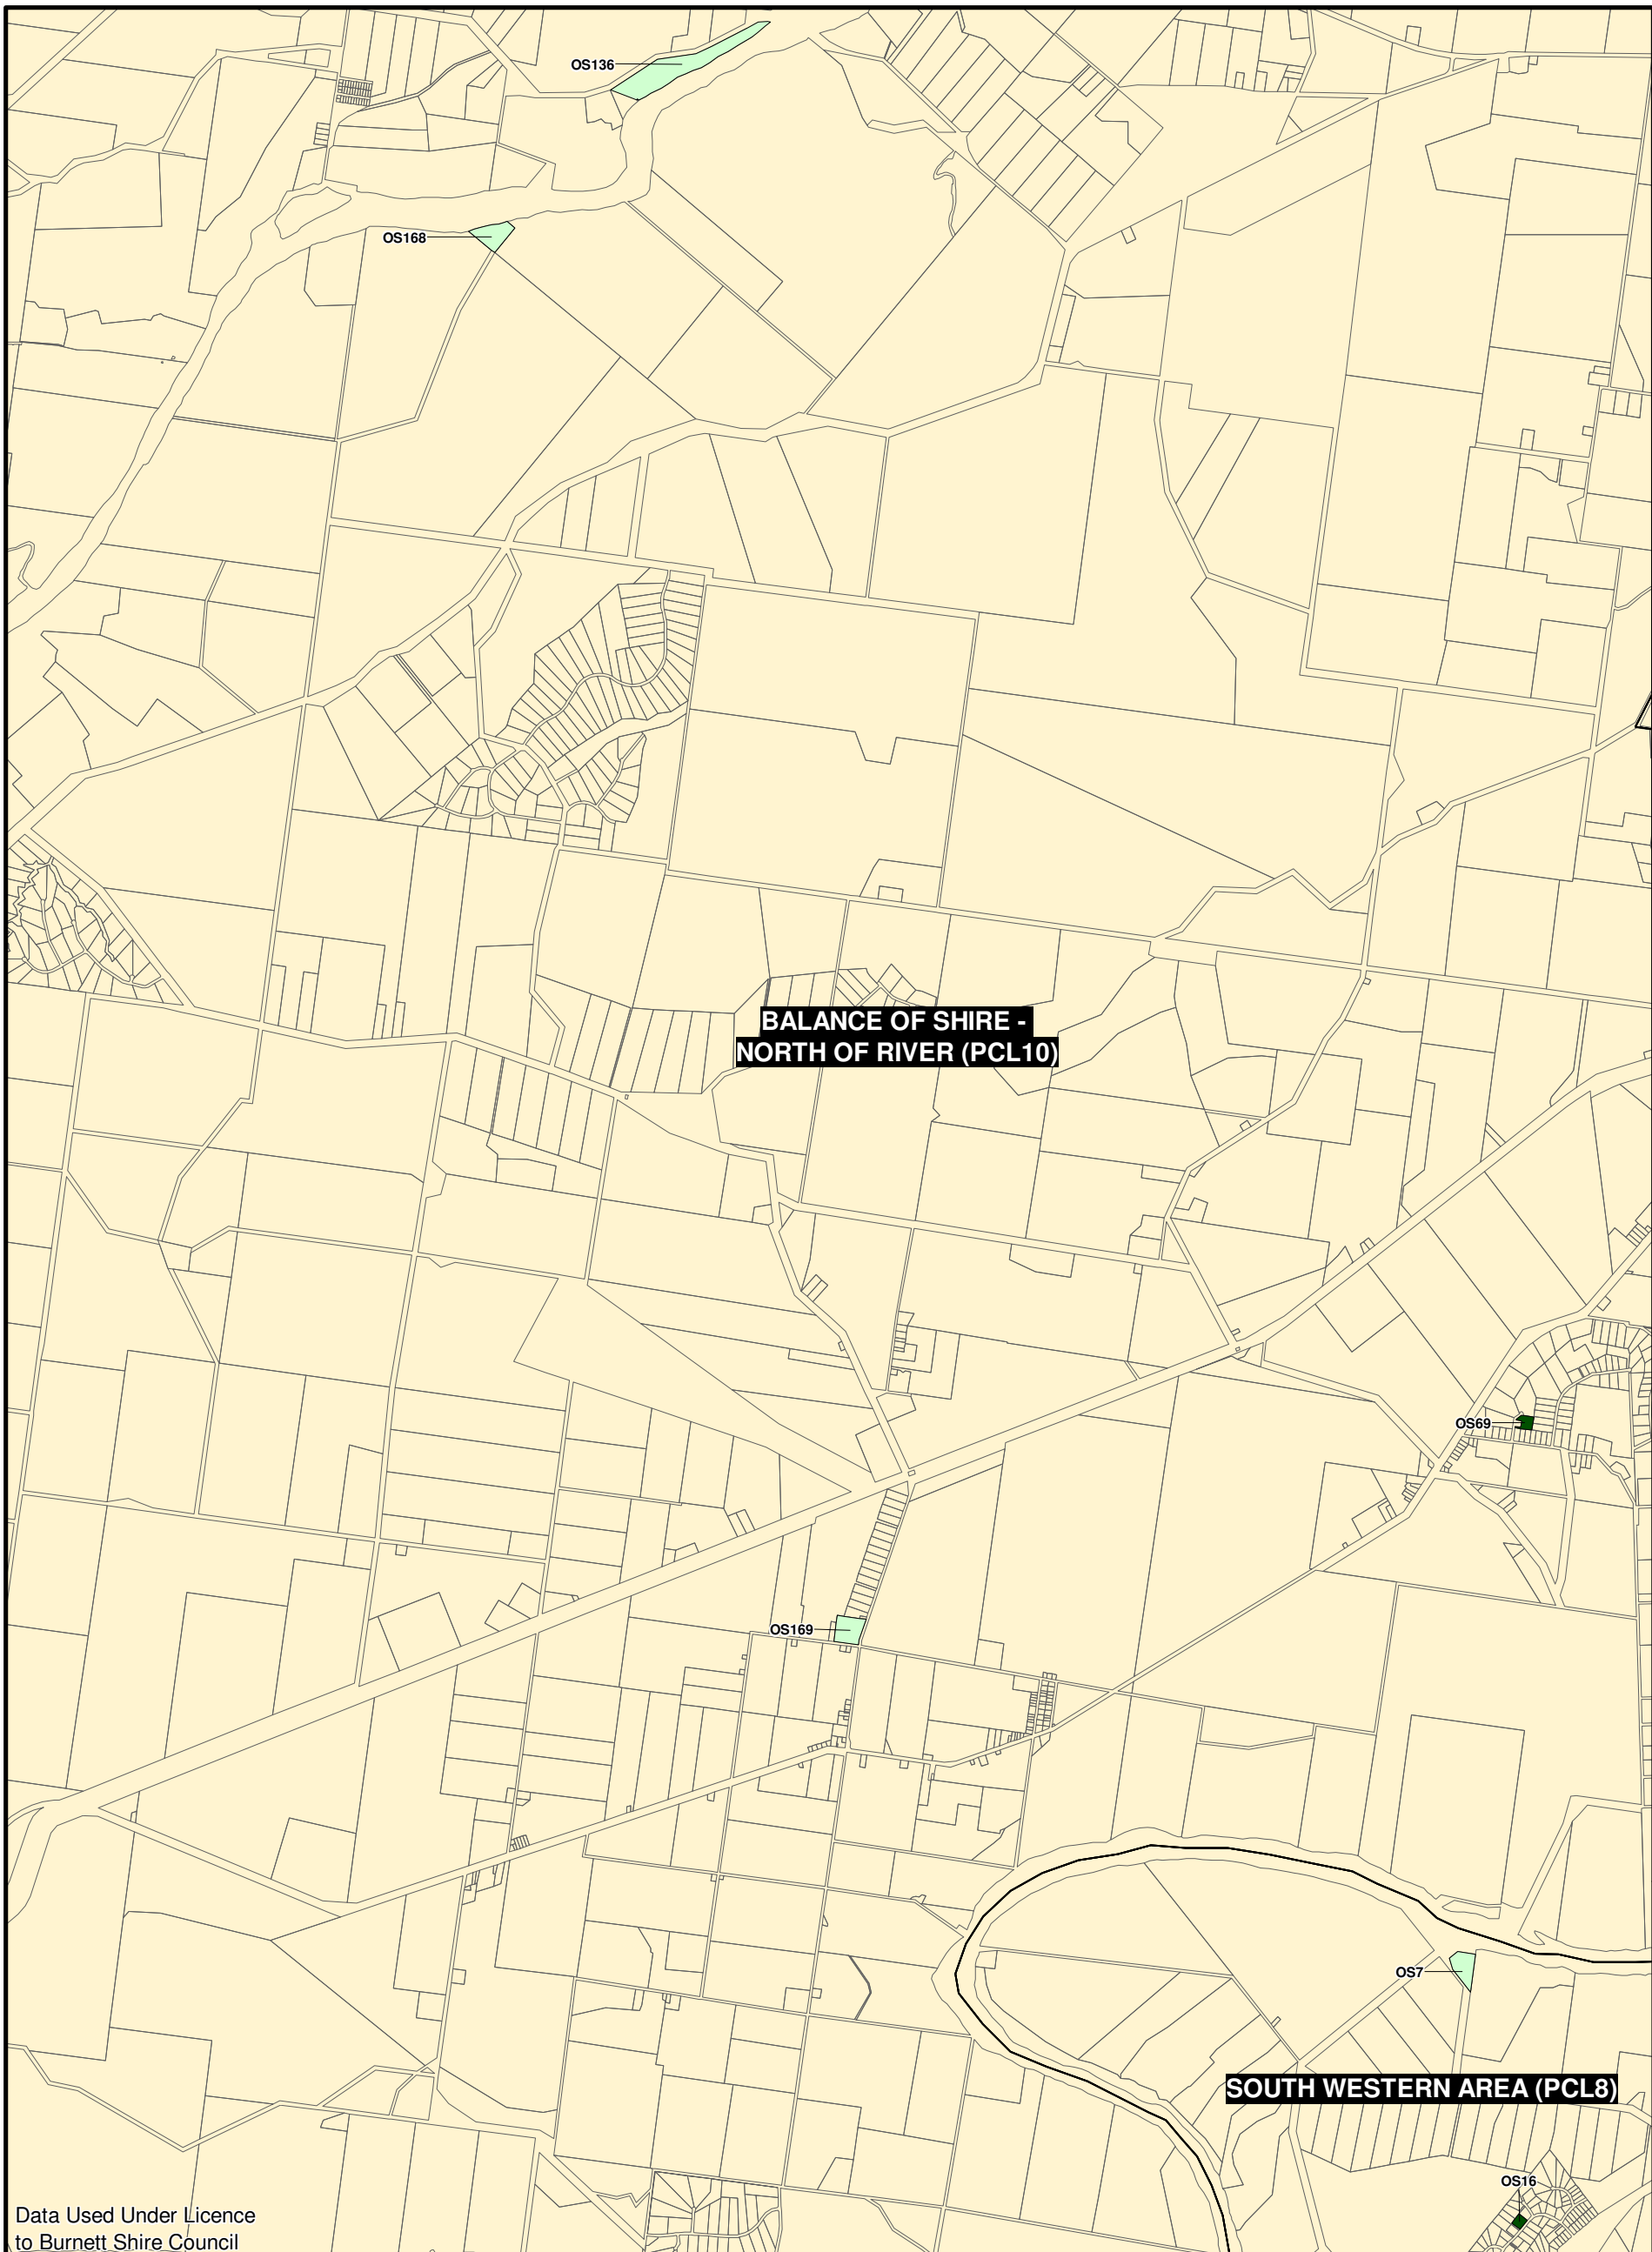 OS136
OS168
BALANCE OF SHIRE -
NORTH OF RIVER (PCL10)
OS69
OS169
OS7
SOUTH WESTERN AREA (PCL8)
OS16
Data Used Under Licence
to Burnett Shire Council